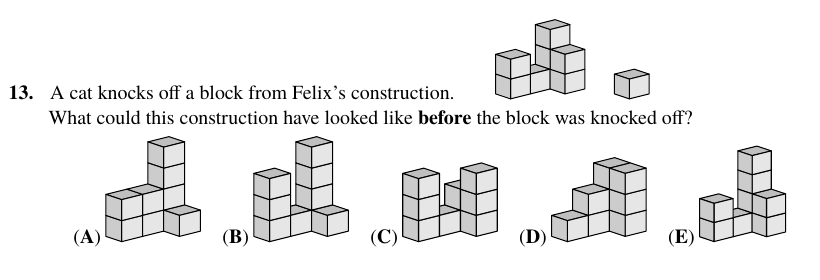 13. A cat knocks off a block from Felix’s construction.
What could this construction have looked like before the block was knocked off?
(A) (B) (C) (D) (E)